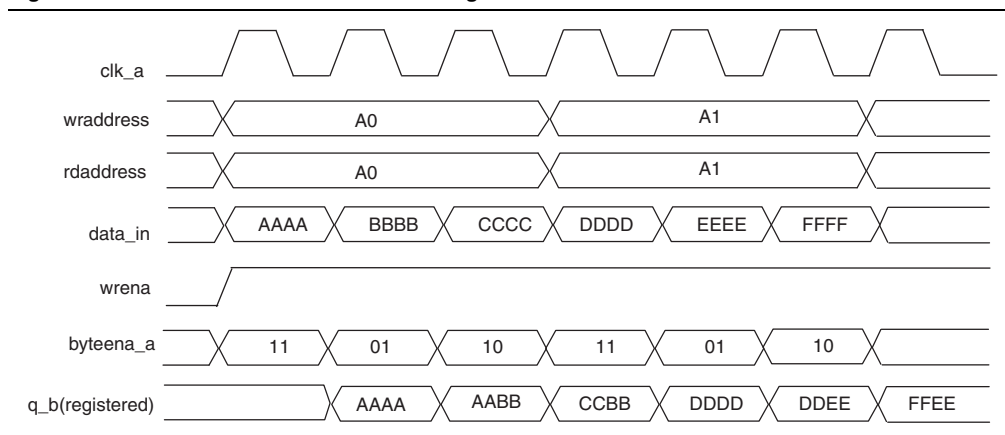 clk_a
wraddress A0 A1
rdaddress A0 A1
data_in AAAA BBBB CCCC DDDD EEEE FFFF
wrena
byteena_a 11 01 10 11 01 10
q_b(registered) AAAA AABB CCBB DDDD DDEE FFEE